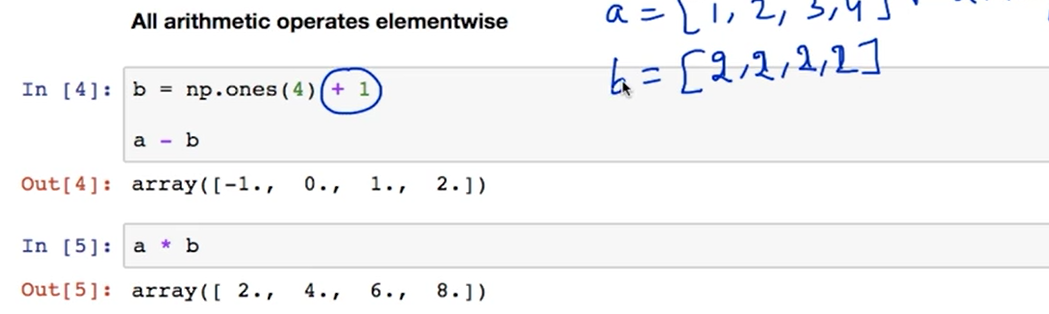 All arithmetic operates elementwise
a = [1, 2, 3, 4]
b = [2, 2, 2, 2]
In [4]: b = np.ones(4) + 1
a - b
Out[4]: array([-1.,  0.,  1.,  2.])
In [5]: a * b
Out[5]: array([ 2.,  4.,  6.,  8.])